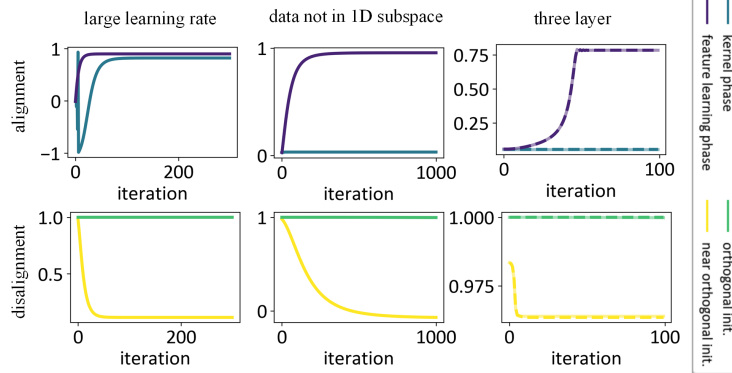 large learning rate
data not in 1D subspace
three layer
alignment
1
0
−1
0
200
iteration
1
0
0
1000
iteration
0.75
0.50
0.25
0
100
iteration
disalignment
1.0
0.5
0
200
iteration
1
0
0
1000
iteration
1.000
0.975
0
100
iteration
kernel phase
feature learning phase
orthogonal init.
near orthogonal init.